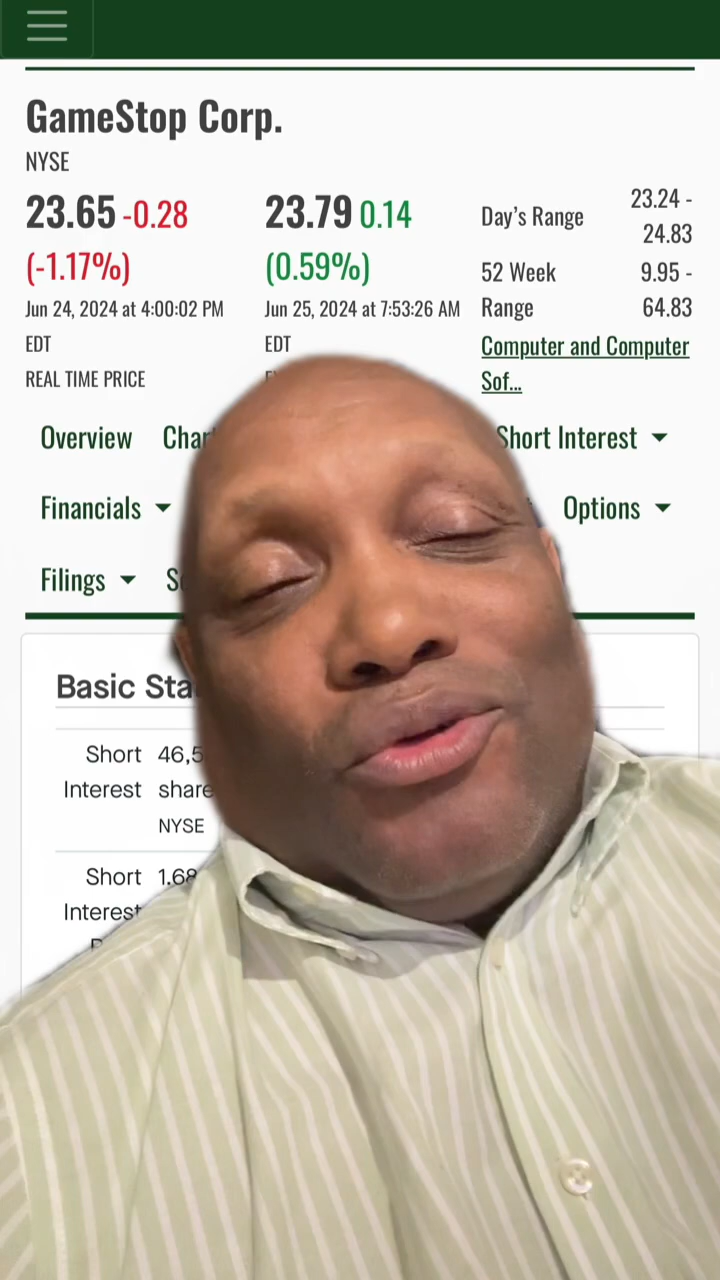 GameStop Corp.
NYSE
23.65 -0.28
(-1.17%)
Jun 24, 2024 at 4:00:02 PM
EDT
REAL TIME PRICE
23.79 0.14
(0.59%)
Jun 25, 2024 at 7:53:26 AM
EDT
Day's Range 23.24 -
24.83
52 Week 9.95 -
Range 64.83
Computer and Computer
Sof...
Overview Short Interest
Financials Options
Filings
Basic
Short
Interest
NYSE
Short
Interest